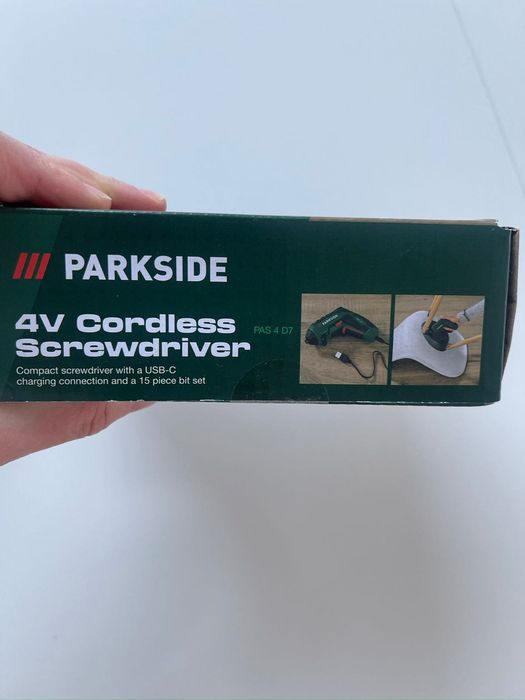 PARKSIDE
4V Cordless
Screwdriver
PAS 4 D7
Compact screwdriver with a USB-C
charging connection and a 15 piece bit set
PARKSIDE